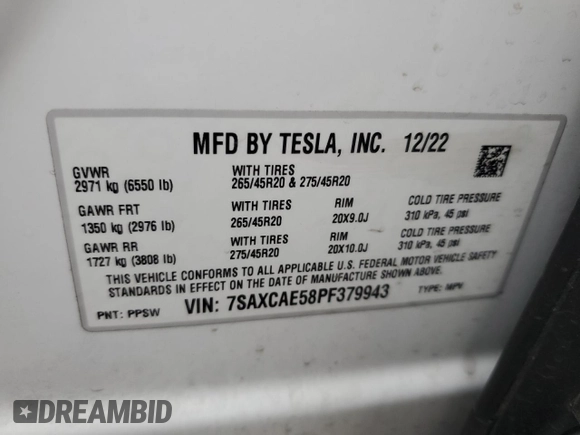 MFD BY TESLA, INC. 12/22
GVWR
2971 kg (6550 lb)
WITH TIRES
265/45R20 & 275/45R20
GAWR FRT
1350 kg (2976 lb)
WITH TIRES
265/45R20
RIM
20X9.0J
COLD TIRE PRESSURE
310 kPa, 45 psi
GAWR RR
1727 kg (3808 lb)
WITH TIRES
275/45R20
RIM
20X10.0J
COLD TIRE PRESSURE
310 kPa, 45 psi
THIS VEHICLE CONFORMS TO ALL APPLICABLE U.S. FEDERAL MOTOR VEHICLE SAFETY
STANDARDS IN EFFECT ON THE DATE OF MANUFACTURE SHOWN ABOVE.
PNT: PPSW
VIN: 7SAXCAE58PF379943
TYPE: MPV
DREAMBID